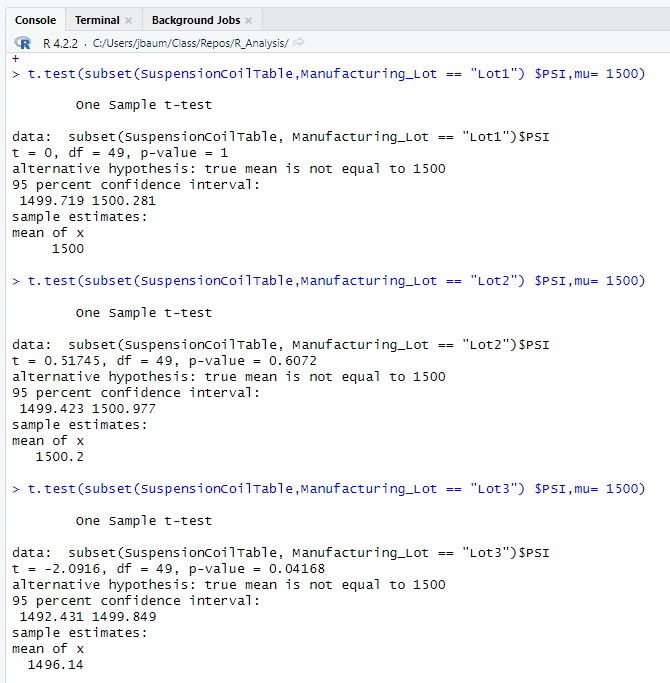 Console Terminal × Background Jobs ×
R R 4.2.2 · C:/Users/jbaum/Class/Repos/R_Analysis/
+
> t.test(subset(SuspensionCoilTable,Manufacturing_Lot == "Lot1") $PSI,mu= 1500)
One Sample t-test
data:  subset(SuspensionCoilTable, Manufacturing_Lot == "Lot1")$PSI
t = 0, df = 49, p-value = 1
alternative hypothesis: true mean is not equal to 1500
95 percent confidence interval:
1499.719 1500.281
sample estimates:
mean of x
1500
> t.test(subset(SuspensionCoilTable,Manufacturing_Lot == "Lot2") $PSI,mu= 1500)
One Sample t-test
data:  subset(SuspensionCoilTable, Manufacturing_Lot == "Lot2")$PSI
t = 0.51745, df = 49, p-value = 0.6072
alternative hypothesis: true mean is not equal to 1500
95 percent confidence interval:
1499.423 1500.977
sample estimates:
mean of x
1500.2
> t.test(subset(SuspensionCoilTable,Manufacturing_Lot == "Lot3") $PSI,mu= 1500)
One Sample t-test
data:  subset(SuspensionCoilTable, Manufacturing_Lot == "Lot3")$PSI
t = -2.0916, df = 49, p-value = 0.04168
alternative hypothesis: true mean is not equal to 1500
95 percent confidence interval:
1492.431 1499.849
sample estimates:
mean of x
1496.14